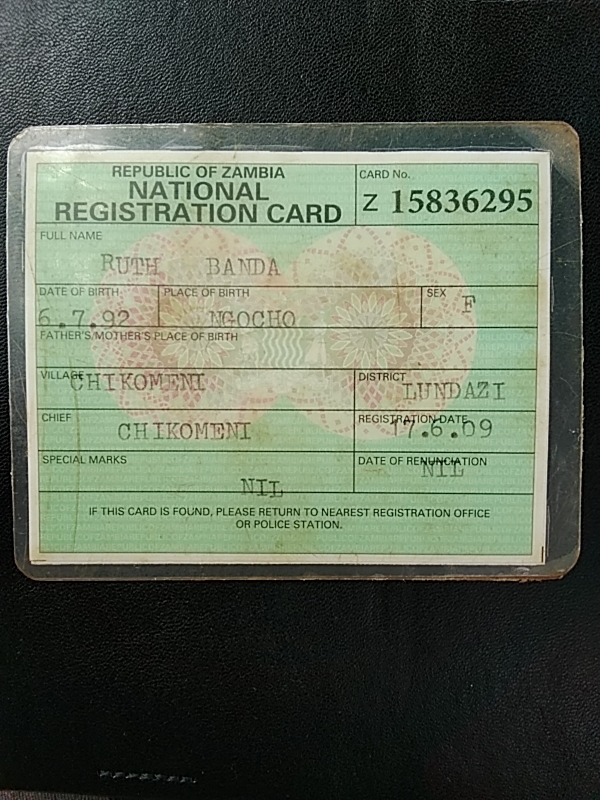 REPUBLIC OF ZAMBIA
NATIONAL
REGISTRATION CARD
CARD No.
Z 15836295
FULL NAME
RUTH BANDA
DATE OF BIRTH
6.7.92
PLACE OF BIRTH
NGOCHO
SEX
F
FATHER'S/MOTHER'S PLACE OF BIRTH
VILLAGE
CHIKOMENI
DISTRICT
LUNDAZI
CHIEF
CHIKOMENI
REGISTRATION DATE
17.6.09
SPECIAL MARKS
NIL
DATE OF RENUNCIATION
NIL
IF THIS CARD IS FOUND, PLEASE RETURN TO NEAREST REGISTRATION OFFICE
OR POLICE STATION.